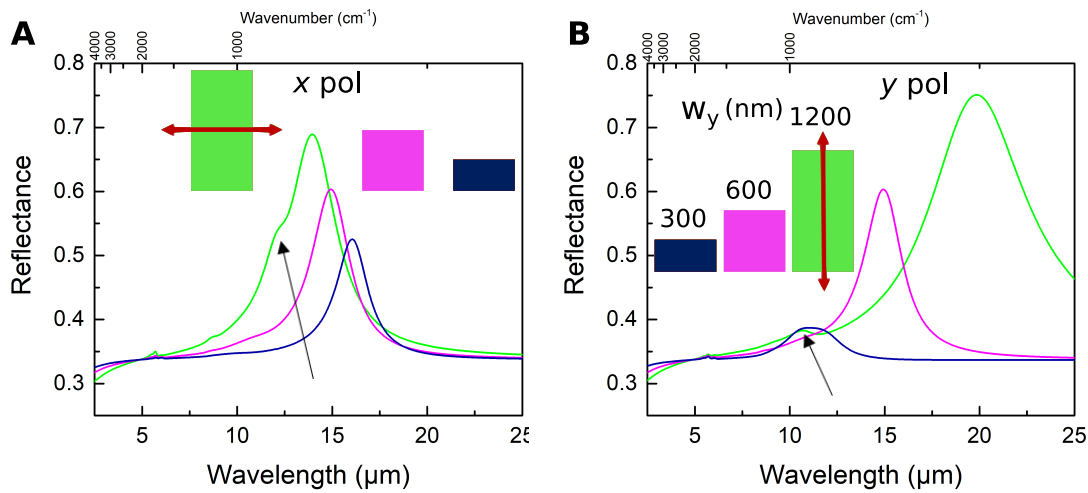 Wavenumber (cm⁻¹)
4000 3000 2000 1000
A
x pol
0.8
0.7
0.6
0.5
0.4
0.3
Reflectance
5 10 15 20 25
Wavelength (µm)
Wavenumber (cm⁻¹)
4000 3000 2000 1000
B
y pol
w_y (nm)
1200
600
300
0.8
0.7
0.6
0.5
0.4
0.3
Reflectance
5 10 15 20 25
Wavelength (µm)